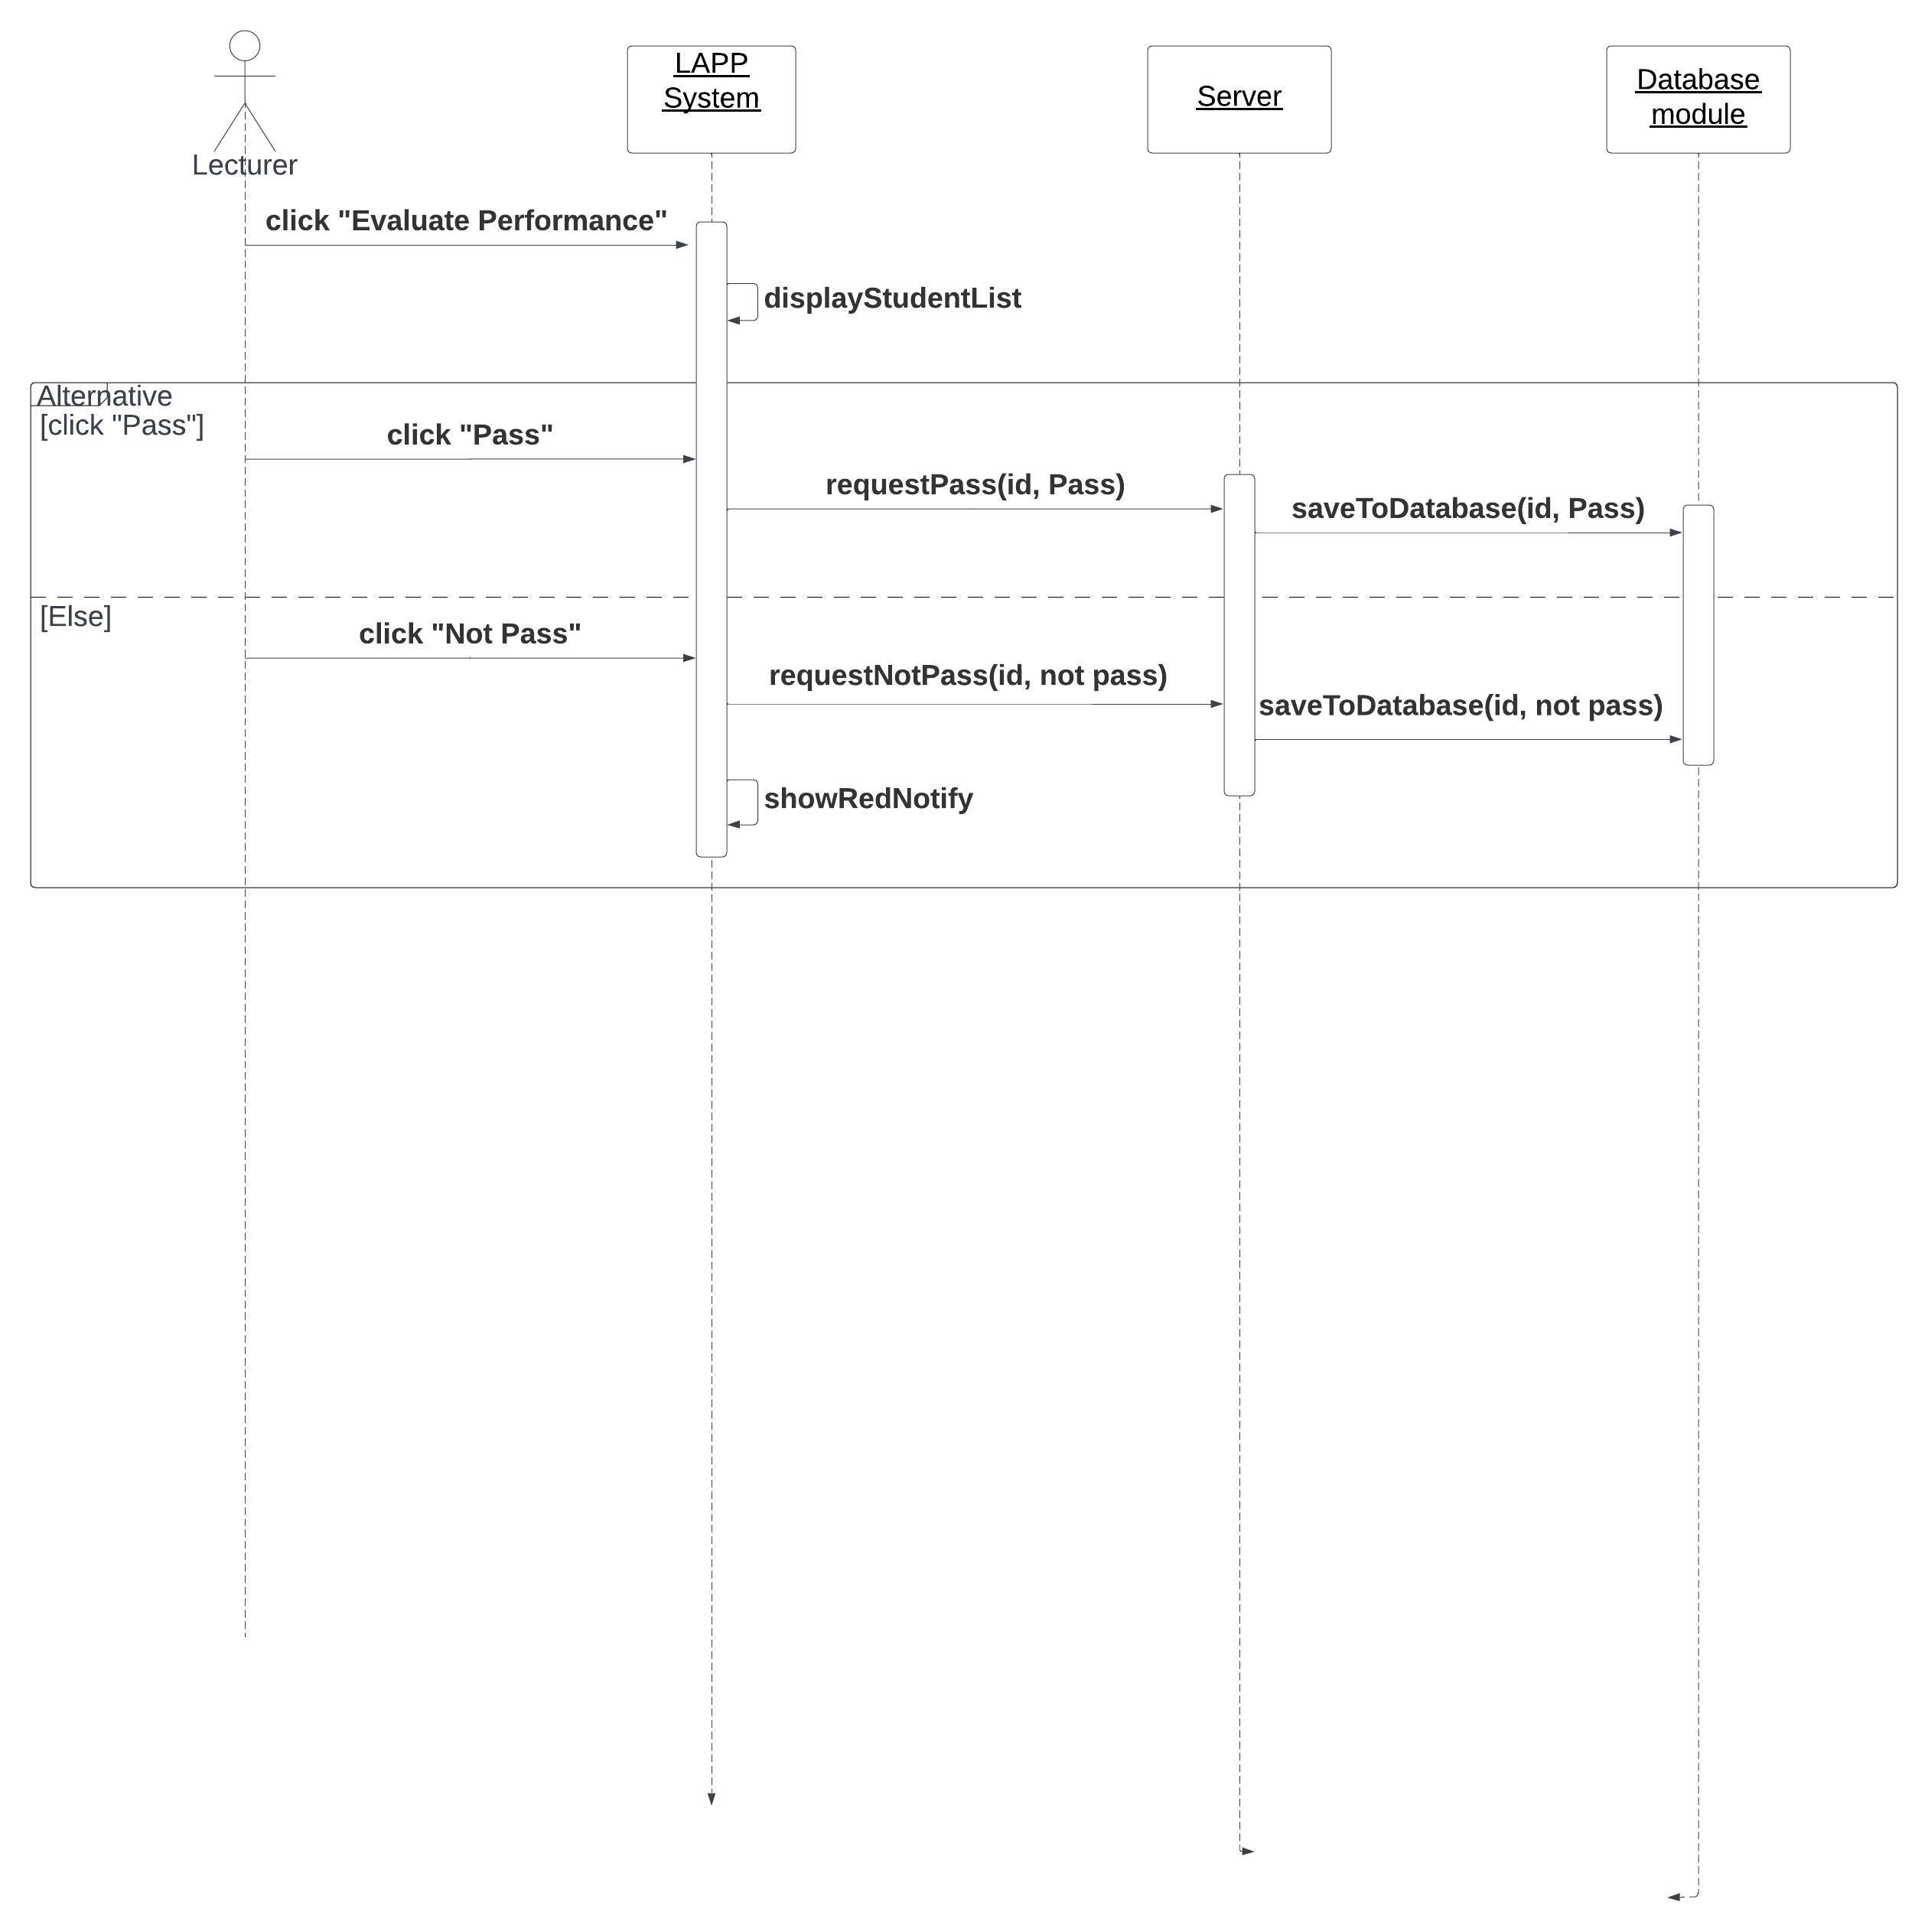 LAPP
System
Server
Database
module
Lecturer
click "Evaluate Performance"
displayStudentList
Alternative
[click "Pass"]
click "Pass"
requestPass(id, Pass)
saveToDatabase(id, Pass)
[Else]
click "Not Pass"
requestNotPass(id, not pass)
saveToDatabase(id, not pass)
showRedNotify